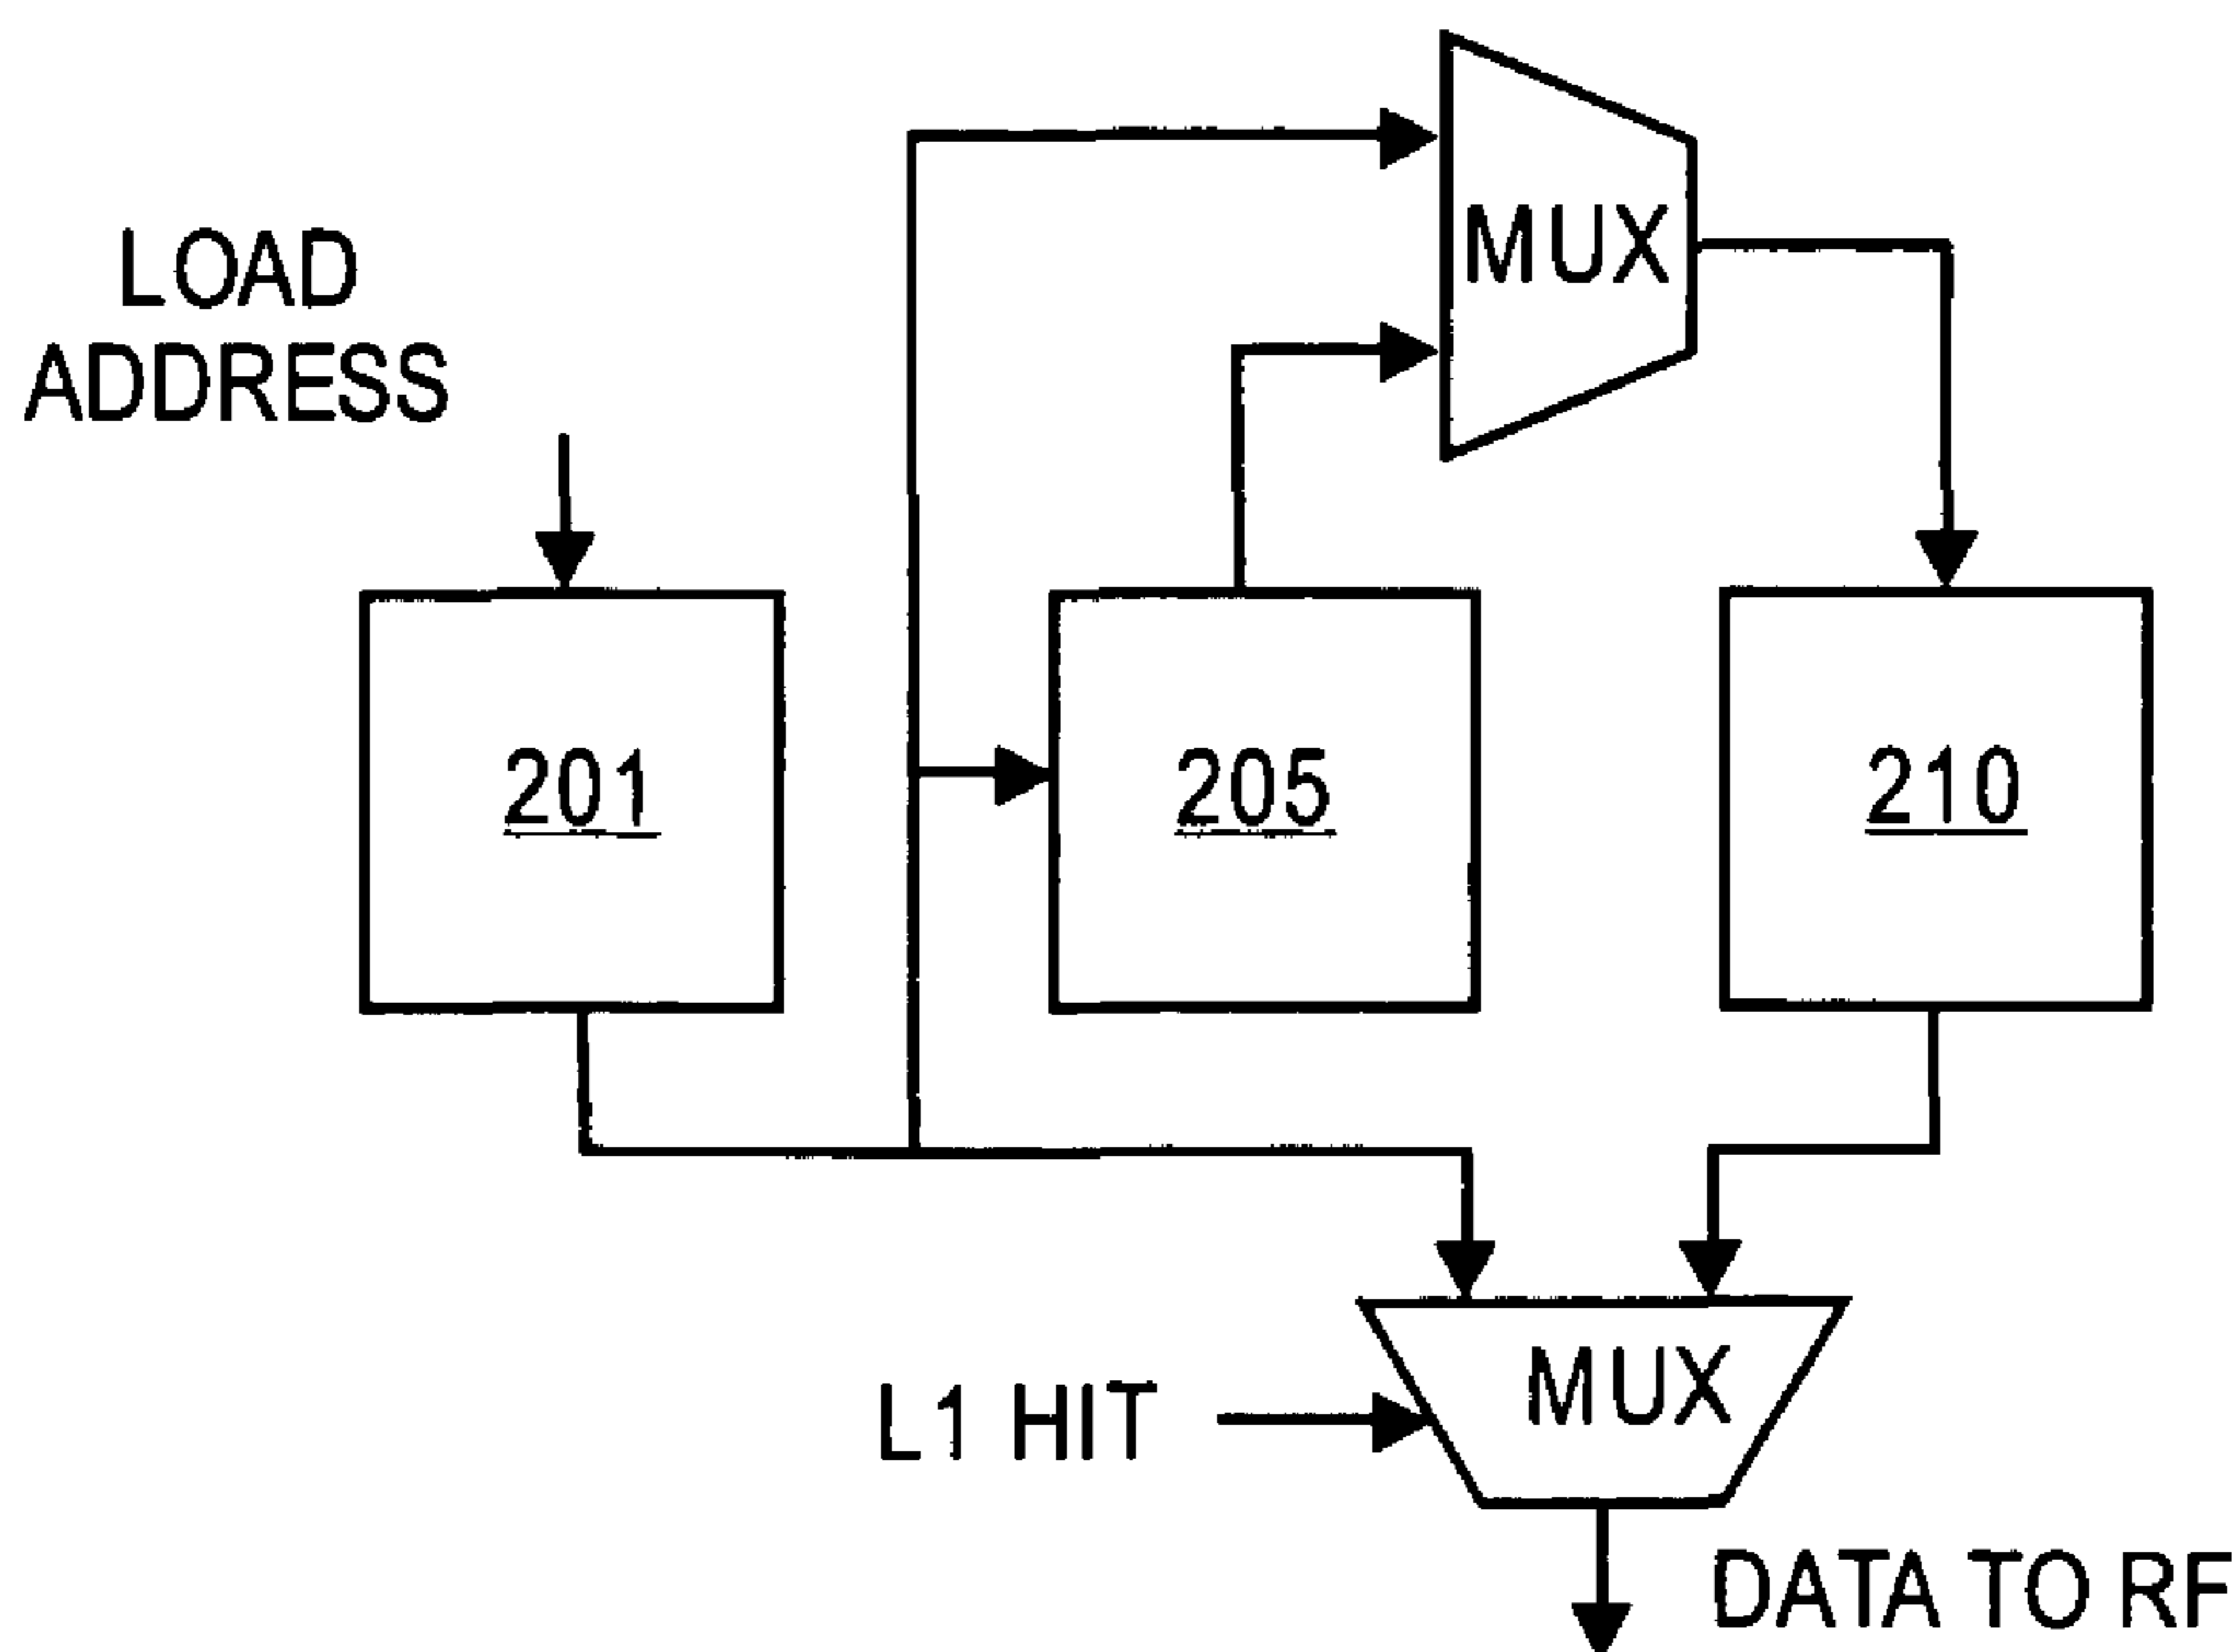 MUX
LOAD
ADDRESS
201
205
210
L1 HIT
MUX
DATA TO RF